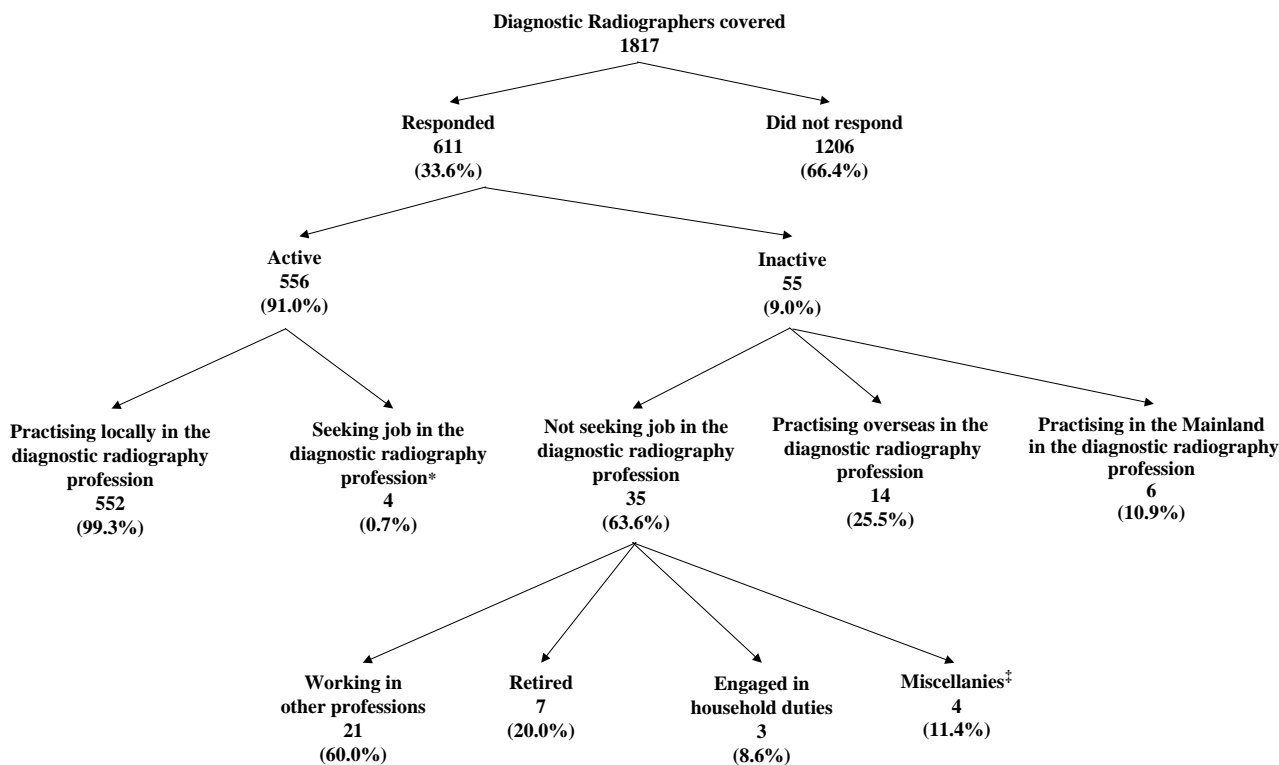 Diagnostic Radiographers covered
1817
Responded
611
(33.6%)
Did not respond
1206
(66.4%)
Active
556
(91.0%)
Inactive
55
(9.0%)
Practising locally in the
diagnostic radiography
profession
552
(99.3%)
Seeking job in the
diagnostic radiography
profession*
4
(0.7%)
Not seeking job in the
diagnostic radiography
profession
35
(63.6%)
Practising overseas in the
diagnostic radiography
profession
14
(25.5%)
Practising in the Mainland
in the diagnostic radiography
profession
6
(10.9%)
Working in
other professions
21
(60.0%)
Retired
7
(20.0%)
Engaged in
household duties
3
(8.6%)
Miscellanies‡
4
(11.4%)